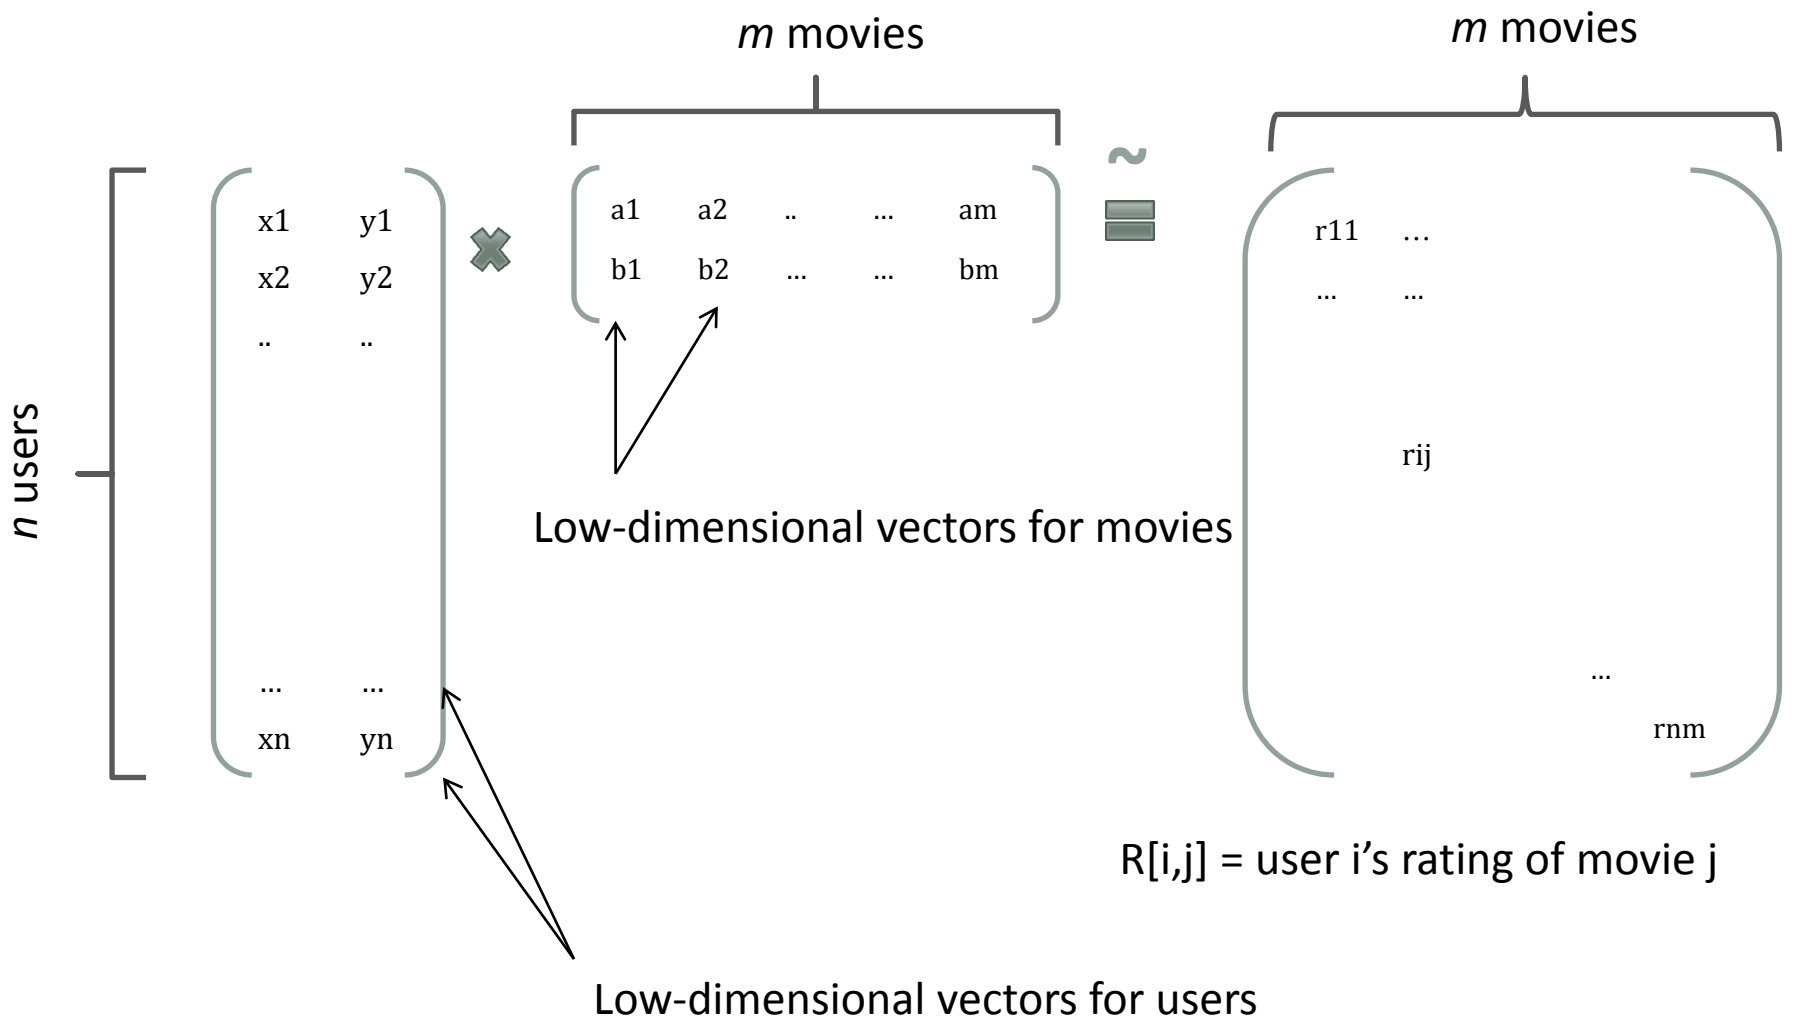 m movies
m movies
n users
x1 y1
x2 y2
.. ..
... ...
xn yn
a1 a2 .. ... am
b1 b2 ... ... bm
~
=
r11 ...
... ...
rij
...
rnm
Low-dimensional vectors for movies
R[i,j] = user i’s rating of movie j
Low-dimensional vectors for users